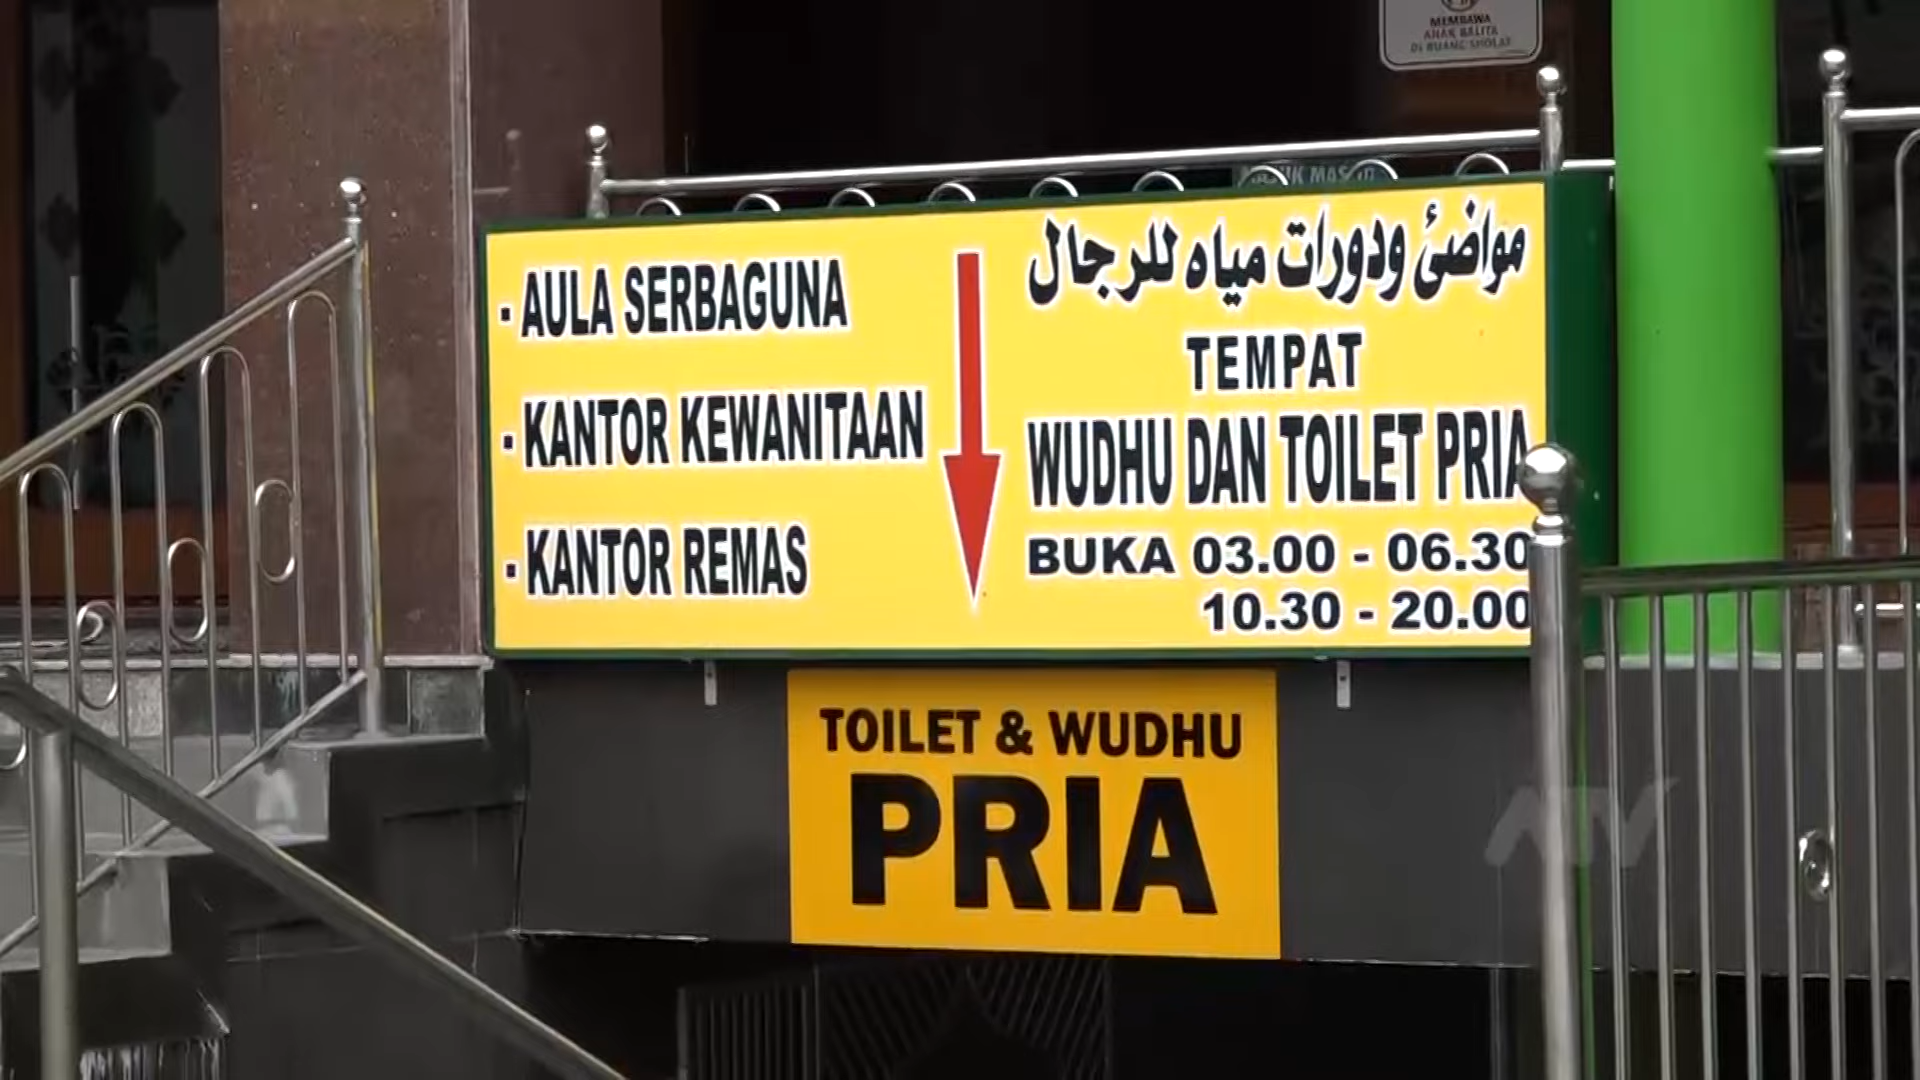 MEMBAWA
ANAK BALITA
DI RUANG SHOLAT
- AULA SERBAGUNA
- KANTOR KEWANITAAN
- KANTOR REMAS
مواضئ ودورات مياه للرجال
TEMPAT
WUDHU DAN TOILET PRIA
BUKA 03.00 - 06.30
10.30 - 20.00
TOILET & WUDHU
PRIA